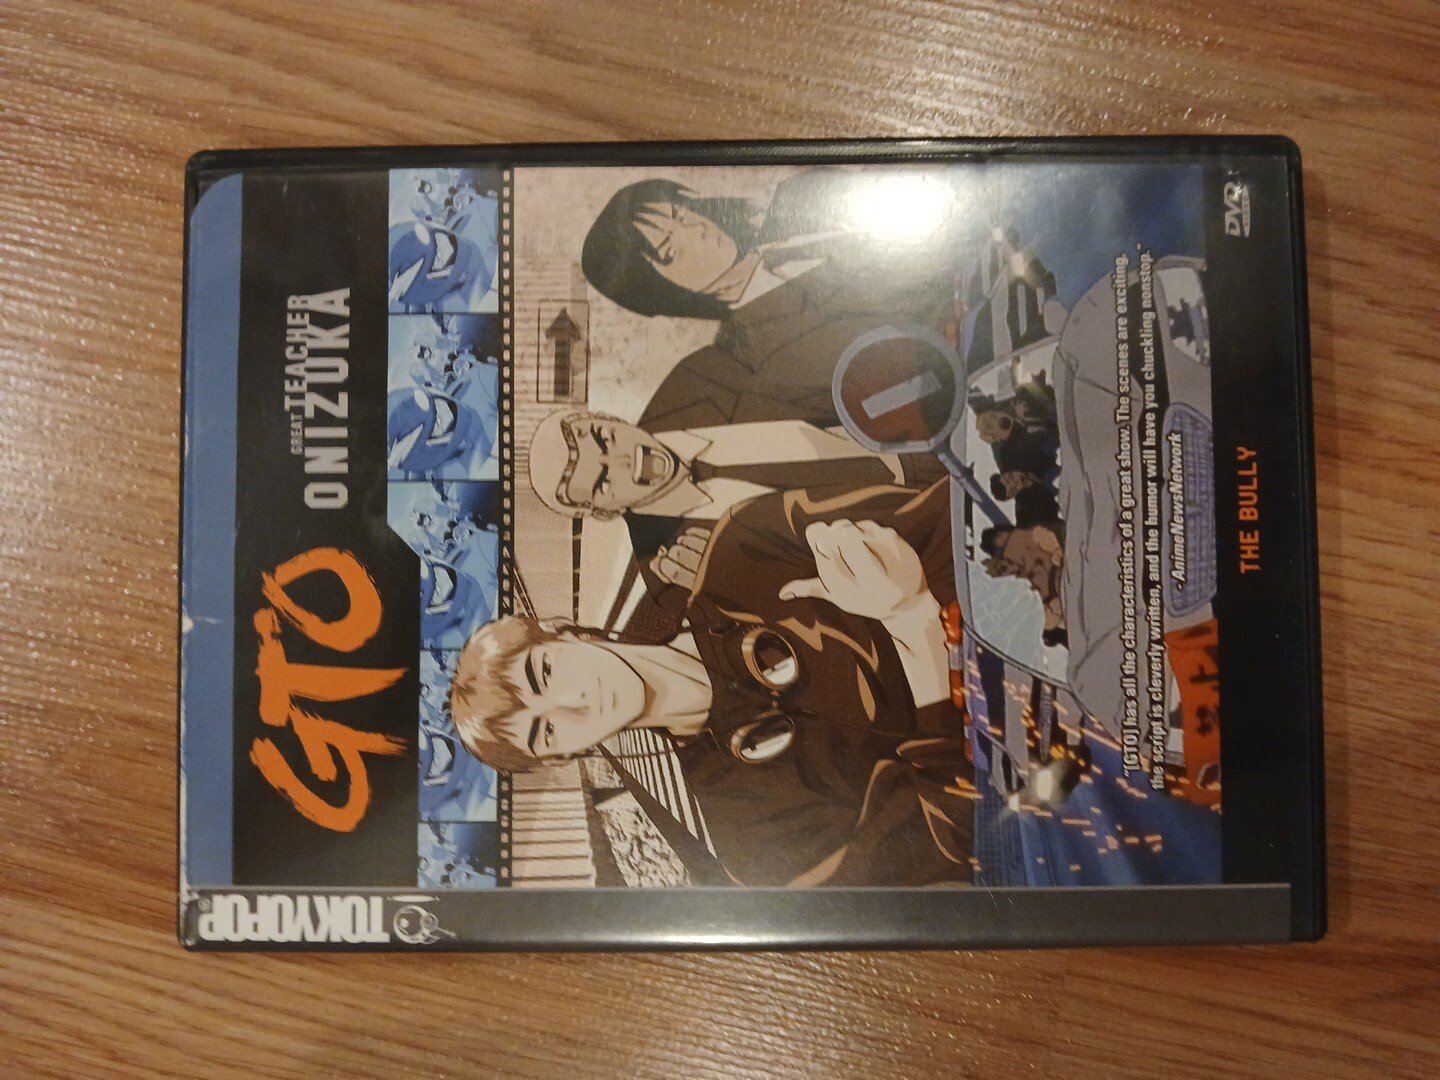 GTO
GREAT TEACHER
ONIZUKA
TOKYOPOP®
"[GTO] has all the characteristics of a great show. The scenes are exciting,
the script is cleverly written, and the humor will have you chuckling nonstop."
- AnimeNewsNetwork
THE BULLY
DVD
VIDEO